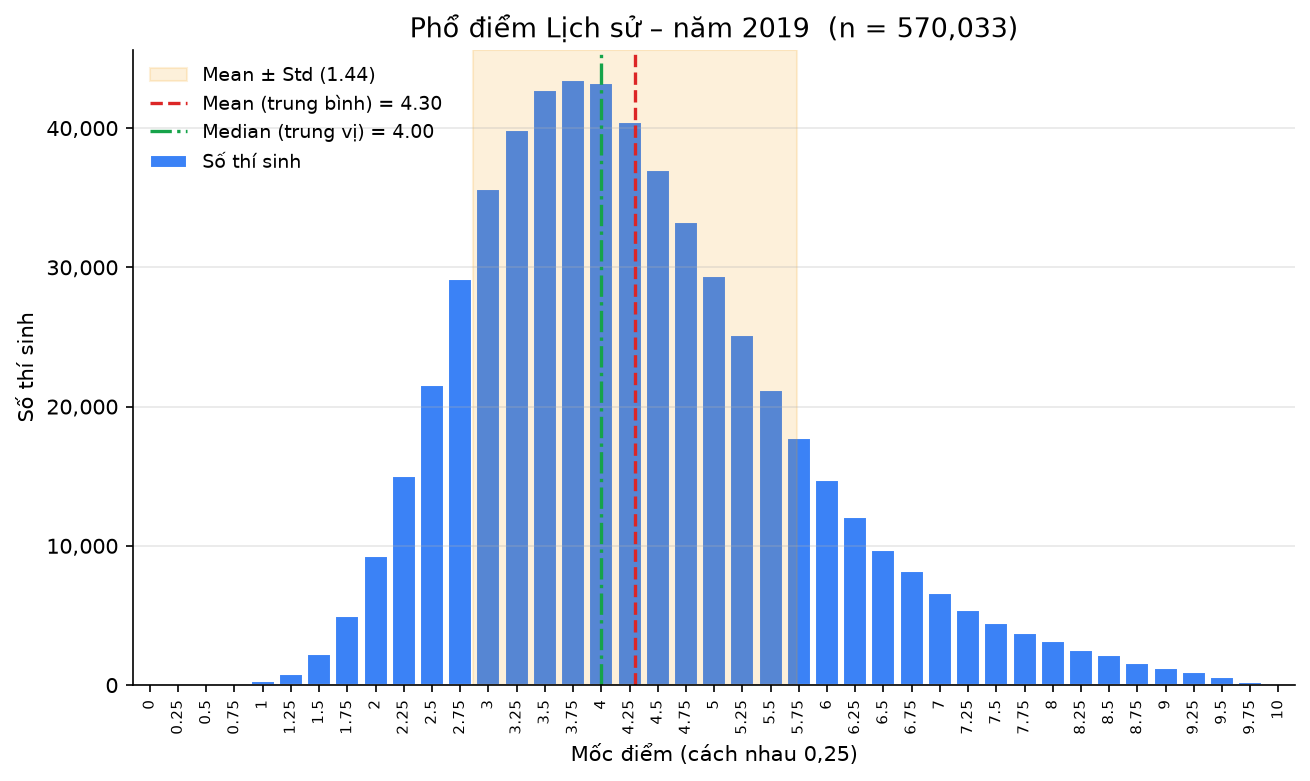 Phổ điểm Lịch sử – năm 2019 (n = 570,033)
Mean ± Std (1.44)
Mean (trung bình) = 4.30
Median (trung vị) = 4.00
Số thí sinh
Số thí sinh
40,000
30,000
20,000
10,000
0
0 0.25 0.5 0.75 1 1.25 1.5 1.75 2 2.25 2.5 2.75 3 3.25 3.5 3.75 4 4.25 4.5 4.75 5 5.25 5.5 5.75 6 6.25 6.5 6.75 7 7.25 7.5 7.75 8 8.25 8.5 8.75 9 9.25 9.5 9.75 10
Mốc điểm (cách nhau 0,25)